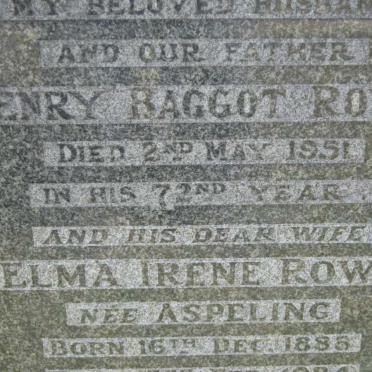 MY BELOVED HUSBAN
AND OUR FATHER
ENRY BAGGOT RO
DIED 2ND MAY 1951
IN HIS 72ND YEAR
AND HIS DEAR WIFE
ELMA IRENE ROW
NEE ASPELING
BORN 16TH DEC. 1885